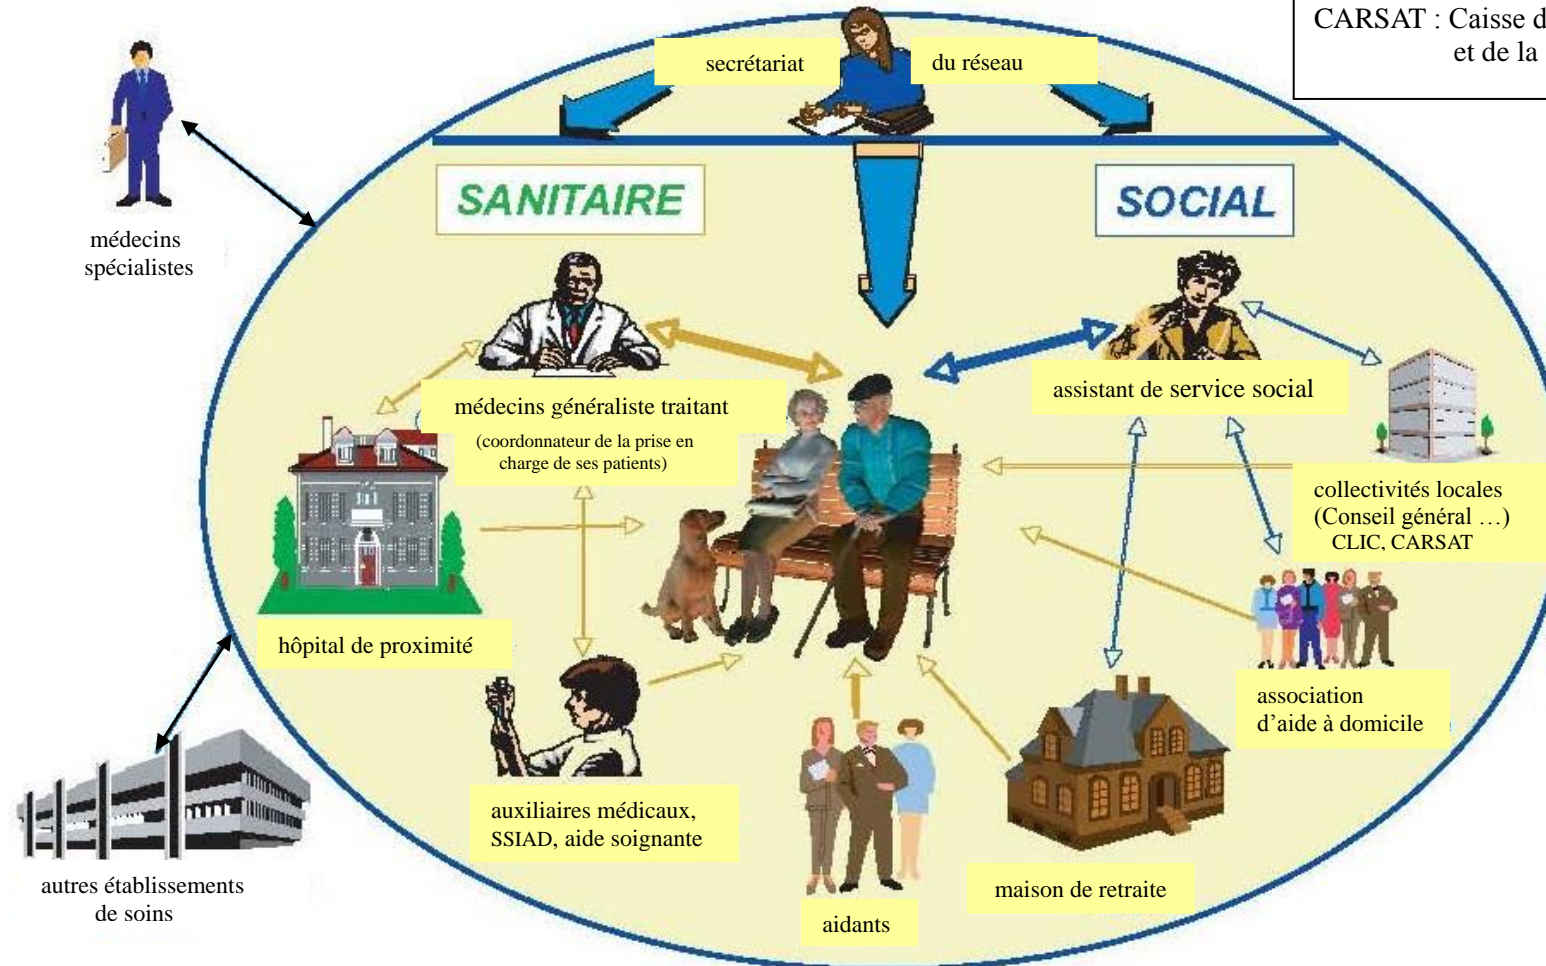 CARSAT : Caisse d
et de la
secrétariat du réseau
SANITAIRE
SOCIAL
médecins
spécialistes
médecins généraliste traitant
(coordonnateur de la prise en
charge de ses patients)
assistant de service social
collectivités locales
(Conseil général …)
CLIC, CARSAT
hôpital de proximité
association
d’aide à domicile
auxiliaires médicaux,
SSIAD, aide soignante
autres établissements
de soins
maison de retraite
aidants